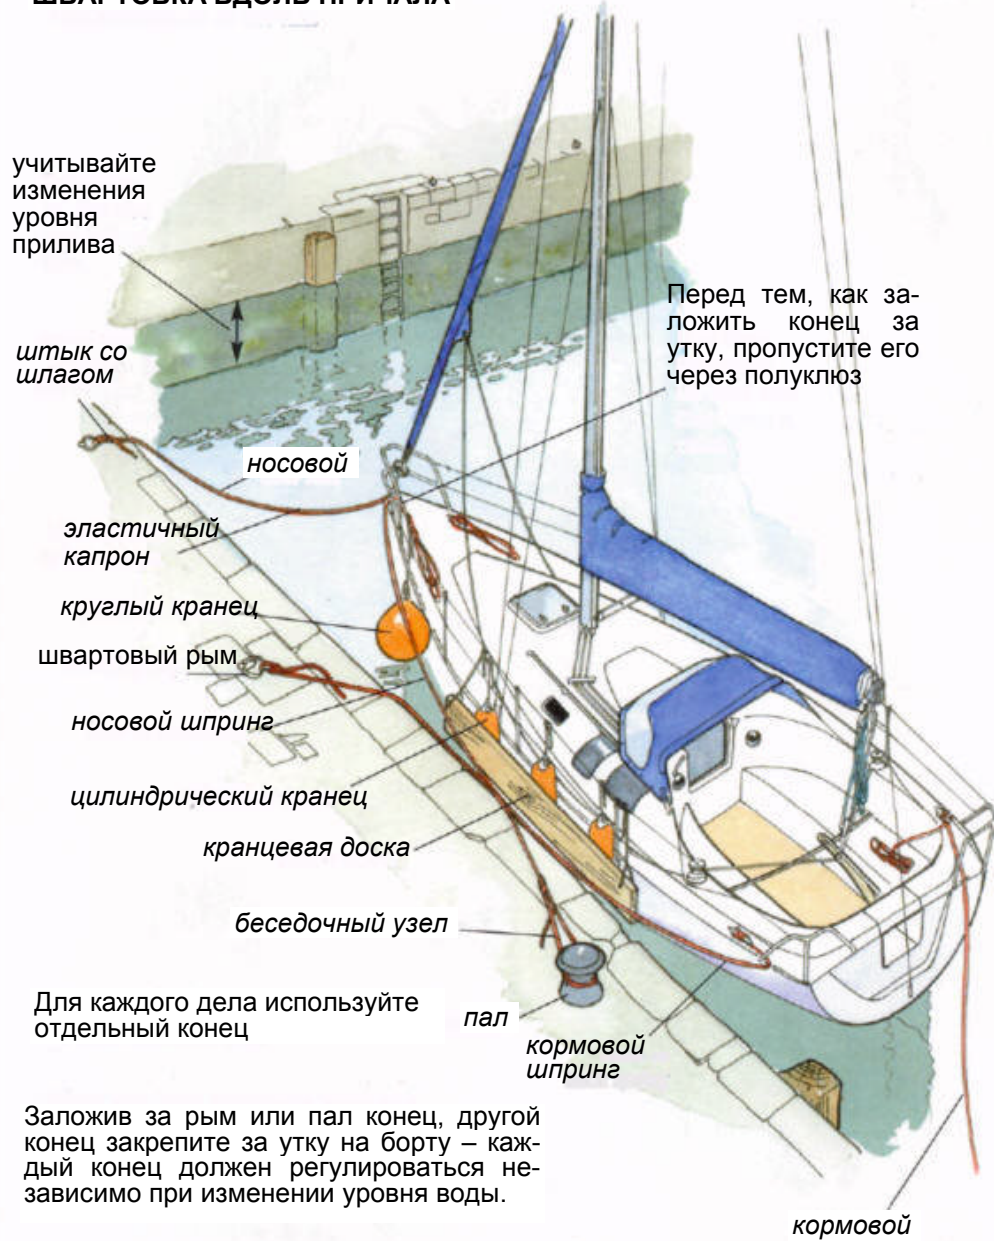 ШВАРТОВКА ВДОЛЬ ПРИЧАЛА
учитывайте
изменения
уровня
прилива
Перед тем, как за-
ложить конец за
утку, пропустите его
через полуклюз
штык со
шлагом
носовой
эластичный
капрон
круглый кранец
швартовый рым
носовой шпринг
цилиндрический кранец
кранцевая доска
беседочный узел
Для каждого дела используйте
отдельный конец
пал
кормовой
шпринг
Заложив за рым или пал конец, другой
конец закрепите за утку на борту – каж-
дый конец должен регулироваться не-
зависимо при изменении уровня воды.
кормовой